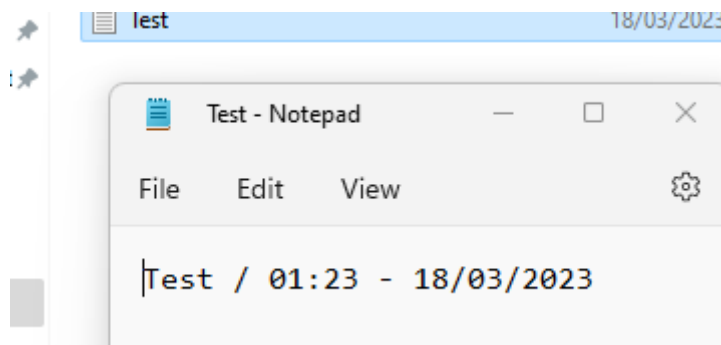 Test 18/03/2023
Test - Notepad
File Edit View
Test / 01:23 - 18/03/2023